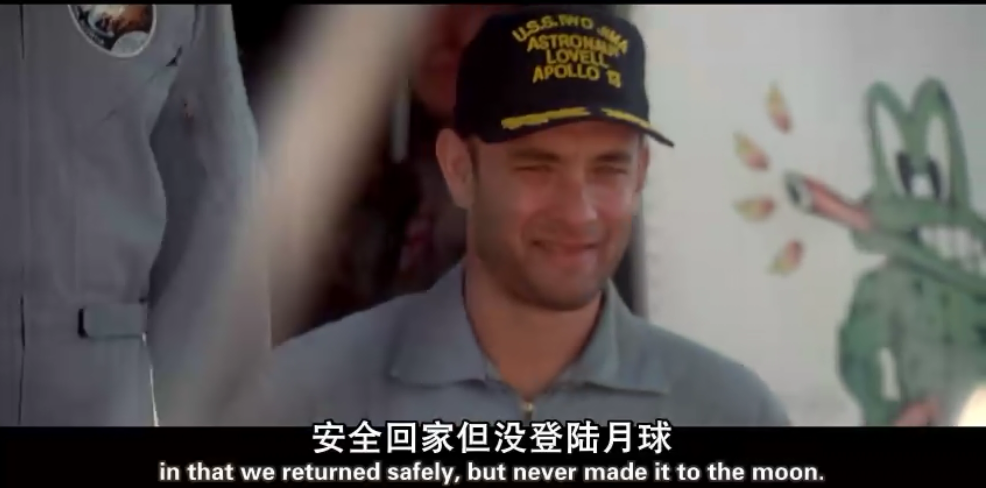 U.S.S. IWO JIMA
ASTRONAUT
LOVELL
APOLLO 13
安全回家但没登陆月球
in that we returned safely, but never made it to the moon.